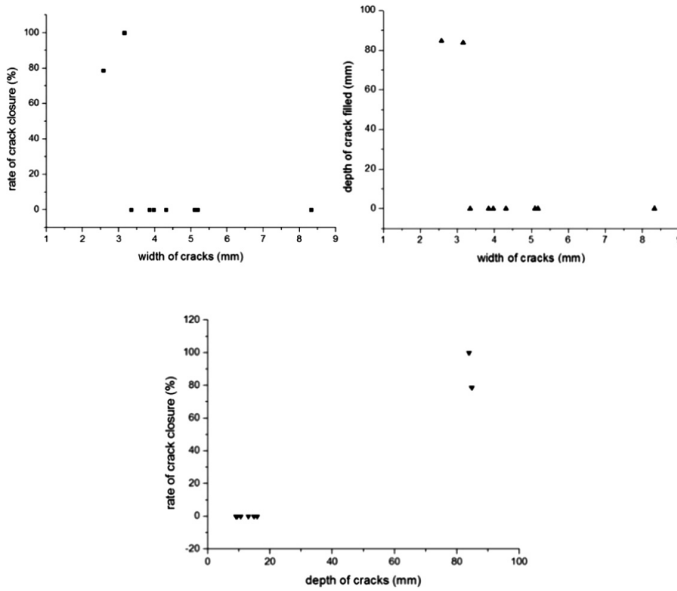 100
80
60
40
20
0
rate of crack closure (%)
1 2 3 4 5 6 7 8 9
width of cracks (mm)
100
80
60
40
20
0
depth of crack filled (mm)
1 2 3 4 5 6 7 8 9
width of cracks (mm)
120
100
80
60
40
20
0
-20
rate of crack closure (%)
0 20 40 60 80 100
depth of cracks (mm)